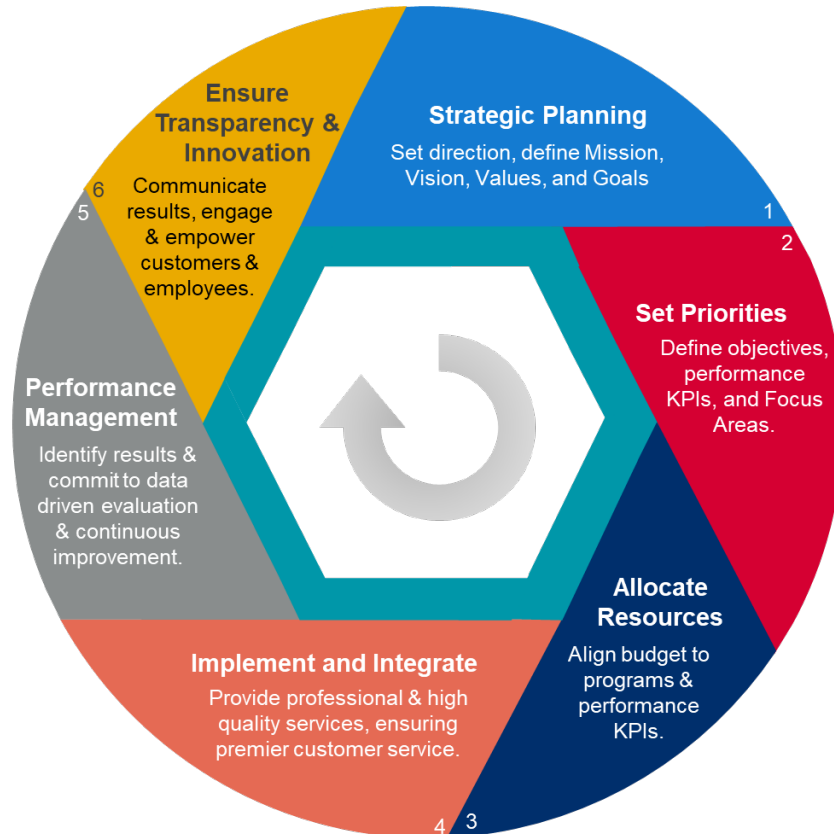 Strategic Planning
Set direction, define Mission,
Vision, Values, and Goals
1
2
Set Priorities
Define objectives,
performance
KPIs, and Focus
Areas.
Allocate
Resources
Align budget to
programs &
performance
KPIs.
3
4
Implement and Integrate
Provide professional & high
quality services, ensuring
premier customer service.
Performance
Management
Identify results &
commit to data
driven evaluation
& continuous
improvement.
5
6
Ensure
Transparency &
Innovation
Communicate
results, engage
& empower
customers &
employees.